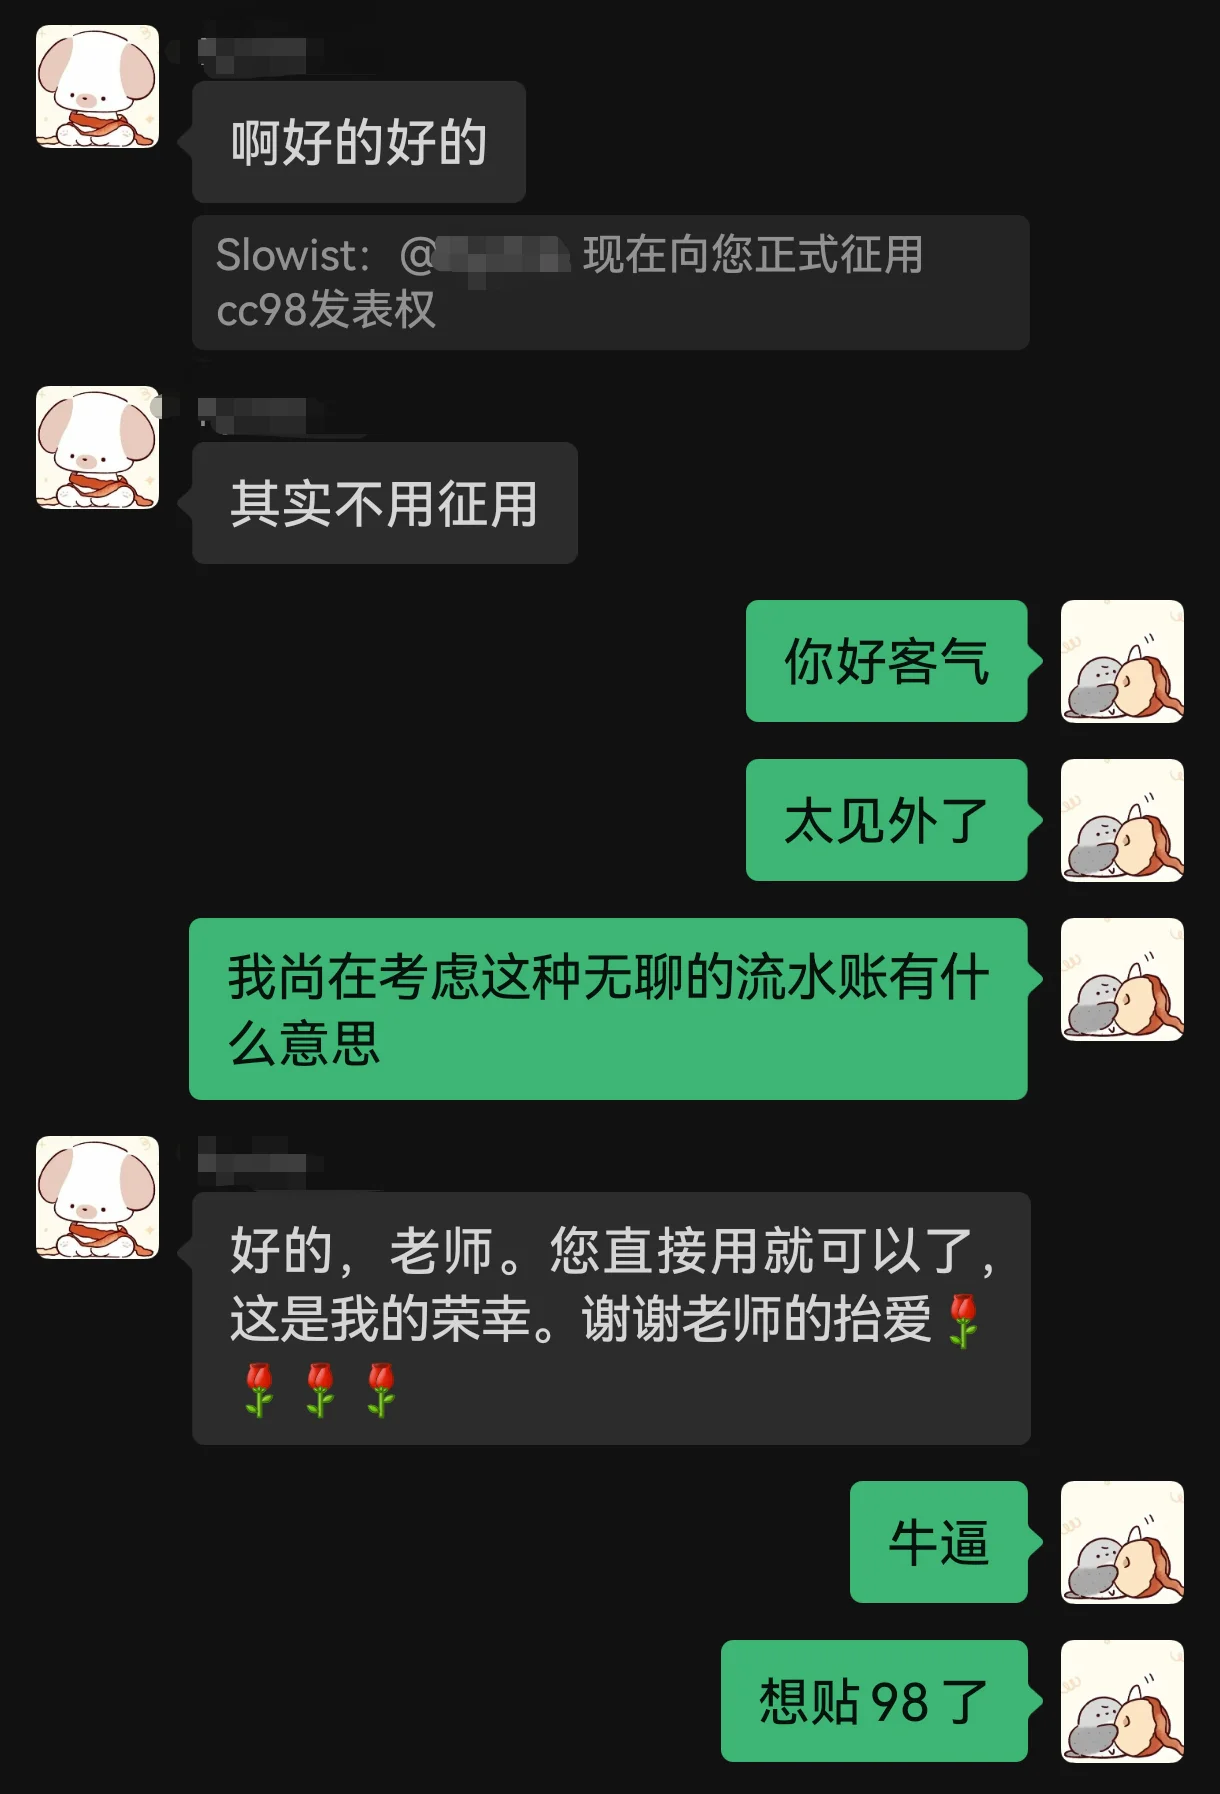 啊好的好的
Slowist：@ 现在向您正式征用
cc98发表权
其实不用征用
你好客气
太见外了
我尚在考虑这种无聊的流水账有什
么意思
好的，老师。您直接用就可以了，
这是我的荣幸。谢谢老师的抬爱🌹
🌹🌹🌹
牛逼
想贴98了